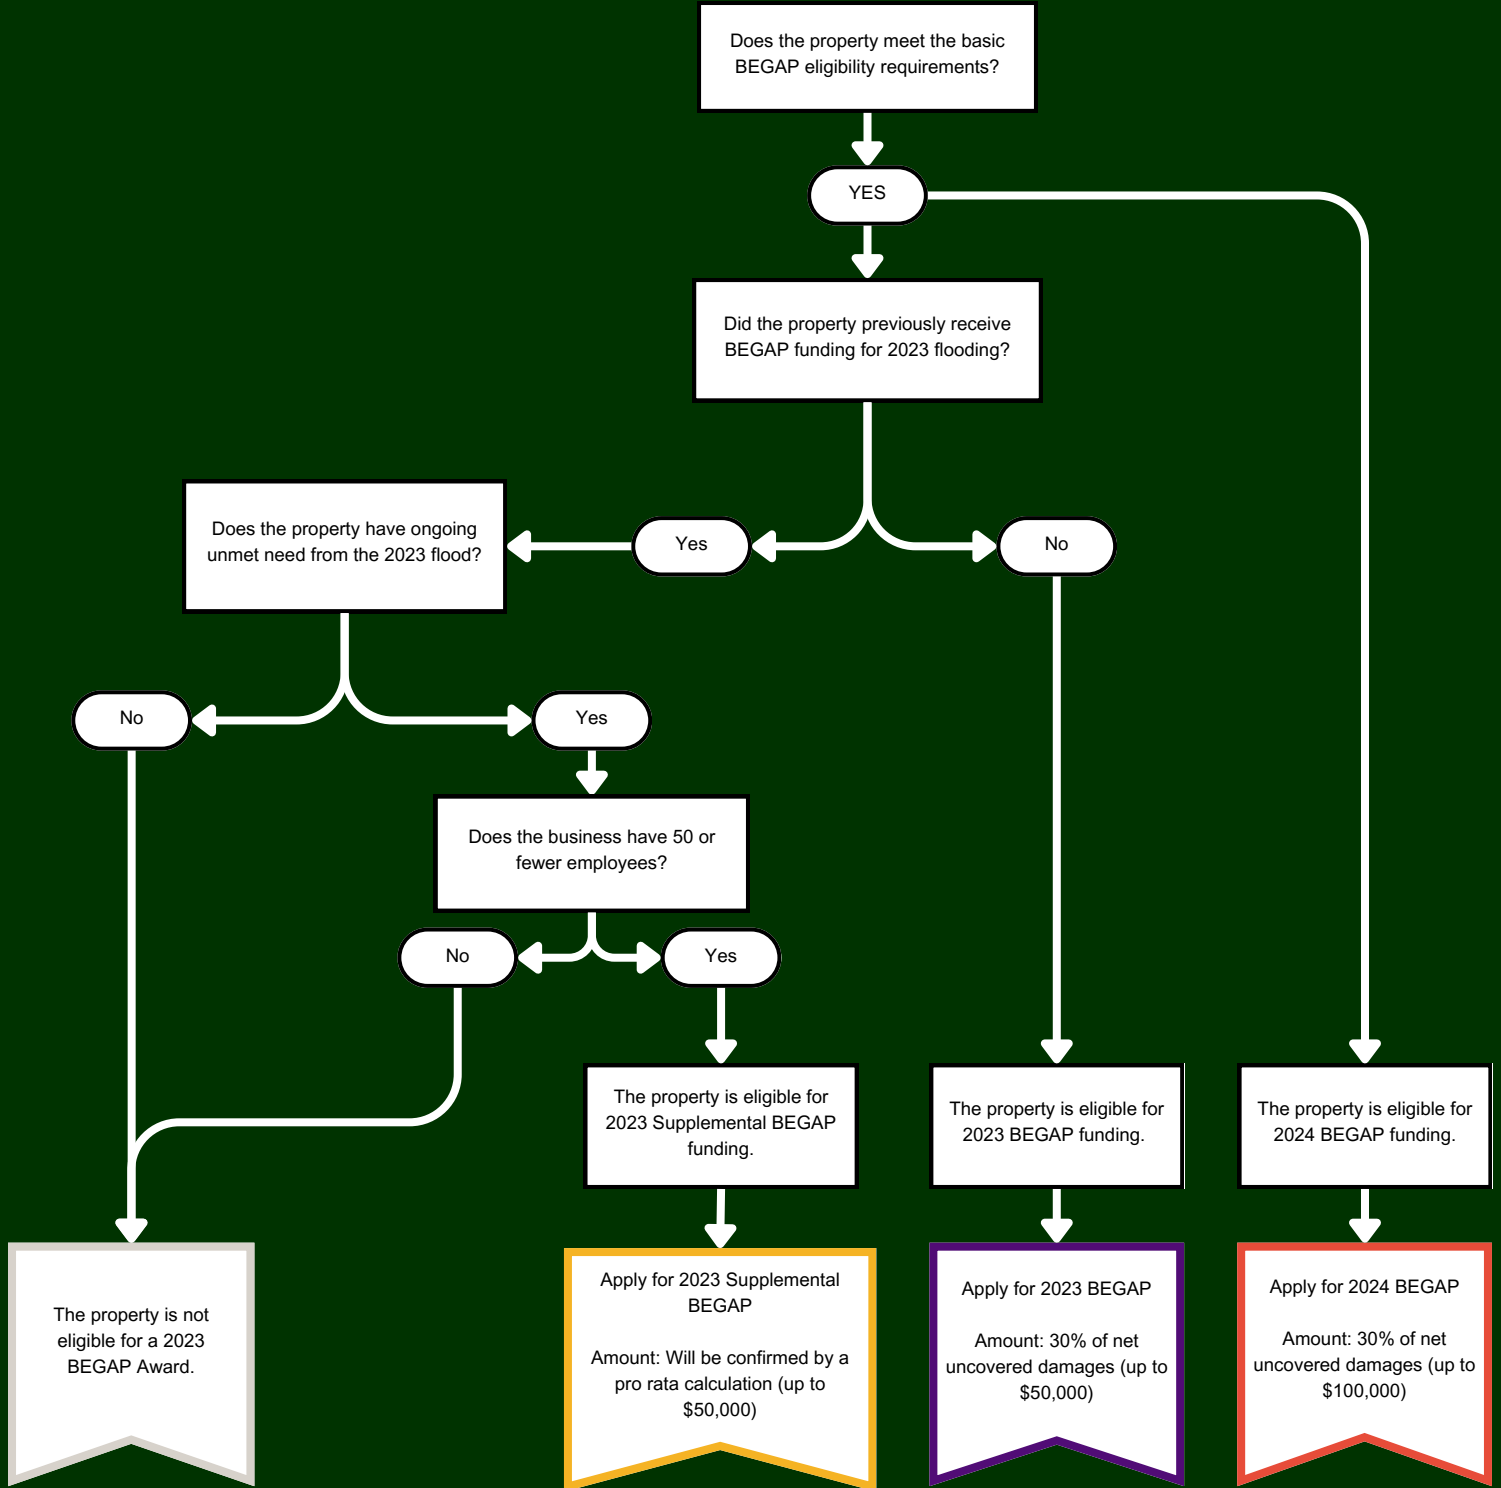 Does the property meet the basic
BEGAP eligibility requirements?
YES
Did the property previously receive
BEGAP funding for 2023 flooding?
Does the property have ongoing
unmet need from the 2023 flood?
Yes
No
No
Yes
Does the business have 50 or
fewer employees?
No
Yes
The property is eligible for
2023 Supplemental BEGAP
funding.
The property is eligible for
2023 BEGAP funding.
The property is eligible for
2024 BEGAP funding.
The property is not
eligible for a 2023
BEGAP Award.
Apply for 2023 Supplemental
BEGAP
Amount: Will be confirmed by a
pro rata calculation (up to
$50,000)
Apply for 2023 BEGAP
Amount: 30% of net
uncovered damages (up to
$50,000)
Apply for 2024 BEGAP
Amount: 30% of net
uncovered damages (up to
$100,000)